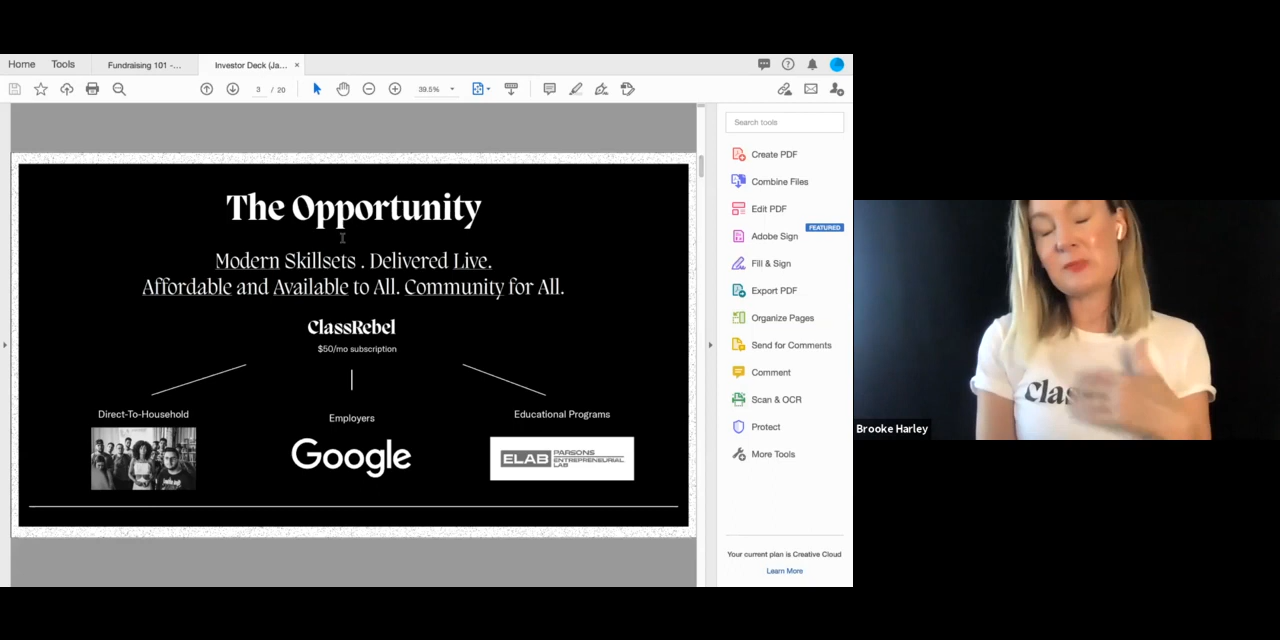 Home
Tools
Fundraising 101 -...
Investor Deck (Ja...
×
3 / 20
39.5%
Search tools
Create PDF
Combine Files
Edit PDF
FEATURED
Adobe Sign
Fill & Sign
Export PDF
Organize Pages
Send for Comments
Comment
Scan & OCR
Protect
More Tools
Your current plan is Creative Cloud
Learn More
The Opportunity
Modern Skillsets . Delivered Live.
Affordable and Available to All. Community for All.
ClassRebel
$50/mo subscription
Direct-To-Household
Employers
Google
Educational Programs
ELAB
PARSONS
ENTREPRENEURIAL
LAB
Clas
Brooke Harley